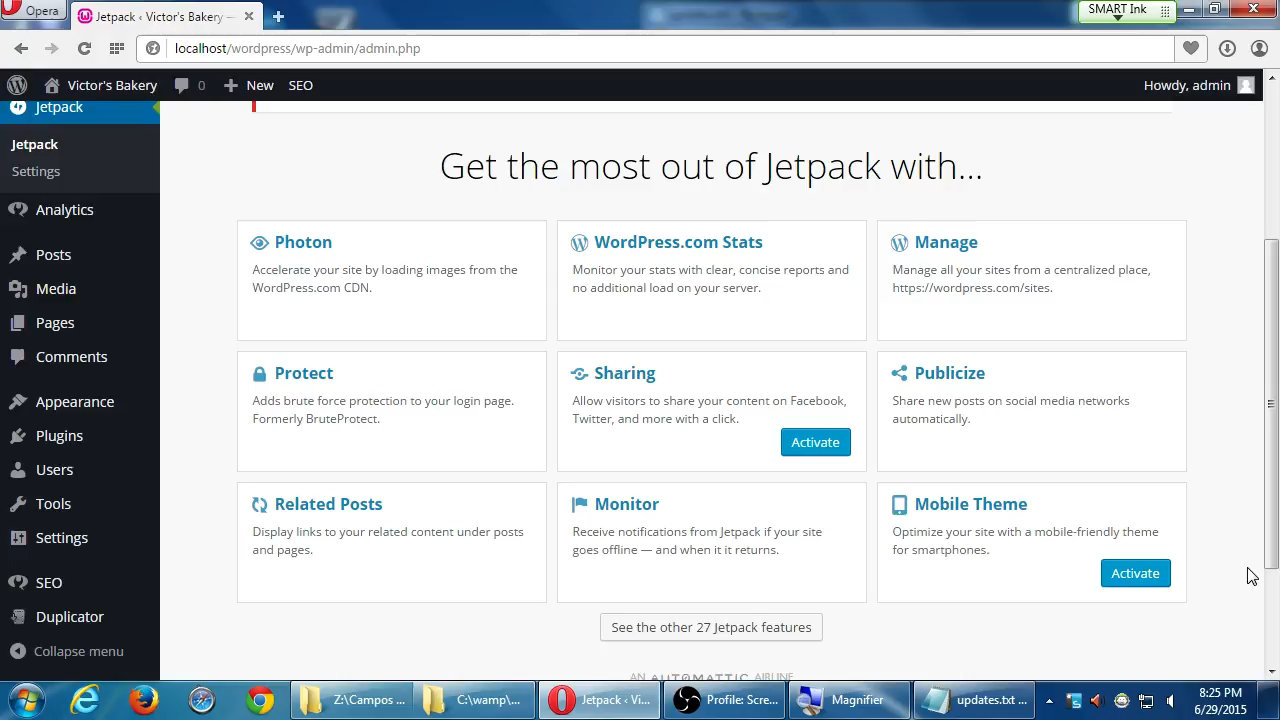 Opera
Jetpack ‹ Victor's Bakery —
SMART Ink
localhost/wordpress/wp-admin/admin.php
Victor's Bakery
0
New
SEO
Howdy, admin
Jetpack
Jetpack
Settings
Analytics
Posts
Media
Pages
Comments
Appearance
Plugins
Users
Tools
Settings
SEO
Duplicator
Collapse menu
Get the most out of Jetpack with...
Photon
Accelerate your site by loading images from the
WordPress.com CDN.
WordPress.com Stats
Monitor your stats with clear, concise reports and
no additional load on your server.
Manage
Manage all your sites from a centralized place,
https://wordpress.com/sites.
Protect
Adds brute force protection to your login page.
Formerly BruteProtect.
Sharing
Allow visitors to share your content on Facebook,
Twitter, and more with a click.
Activate
Publicize
Share new posts on social media networks
automatically.
Related Posts
Display links to your related content under posts
and pages.
Monitor
Receive notifications from Jetpack if your site
goes offline — and when it it returns.
Mobile Theme
Optimize your site with a mobile-friendly theme
for smartphones.
Activate
See the other 27 Jetpack features
AN AUTOMATTIC AIRLINE
Z:\Campos ...
C:\wamp\...
Jetpack ‹ Vi...
Profile: Scre...
Magnifier
updates.txt ...
8:25 PM
6/29/2015